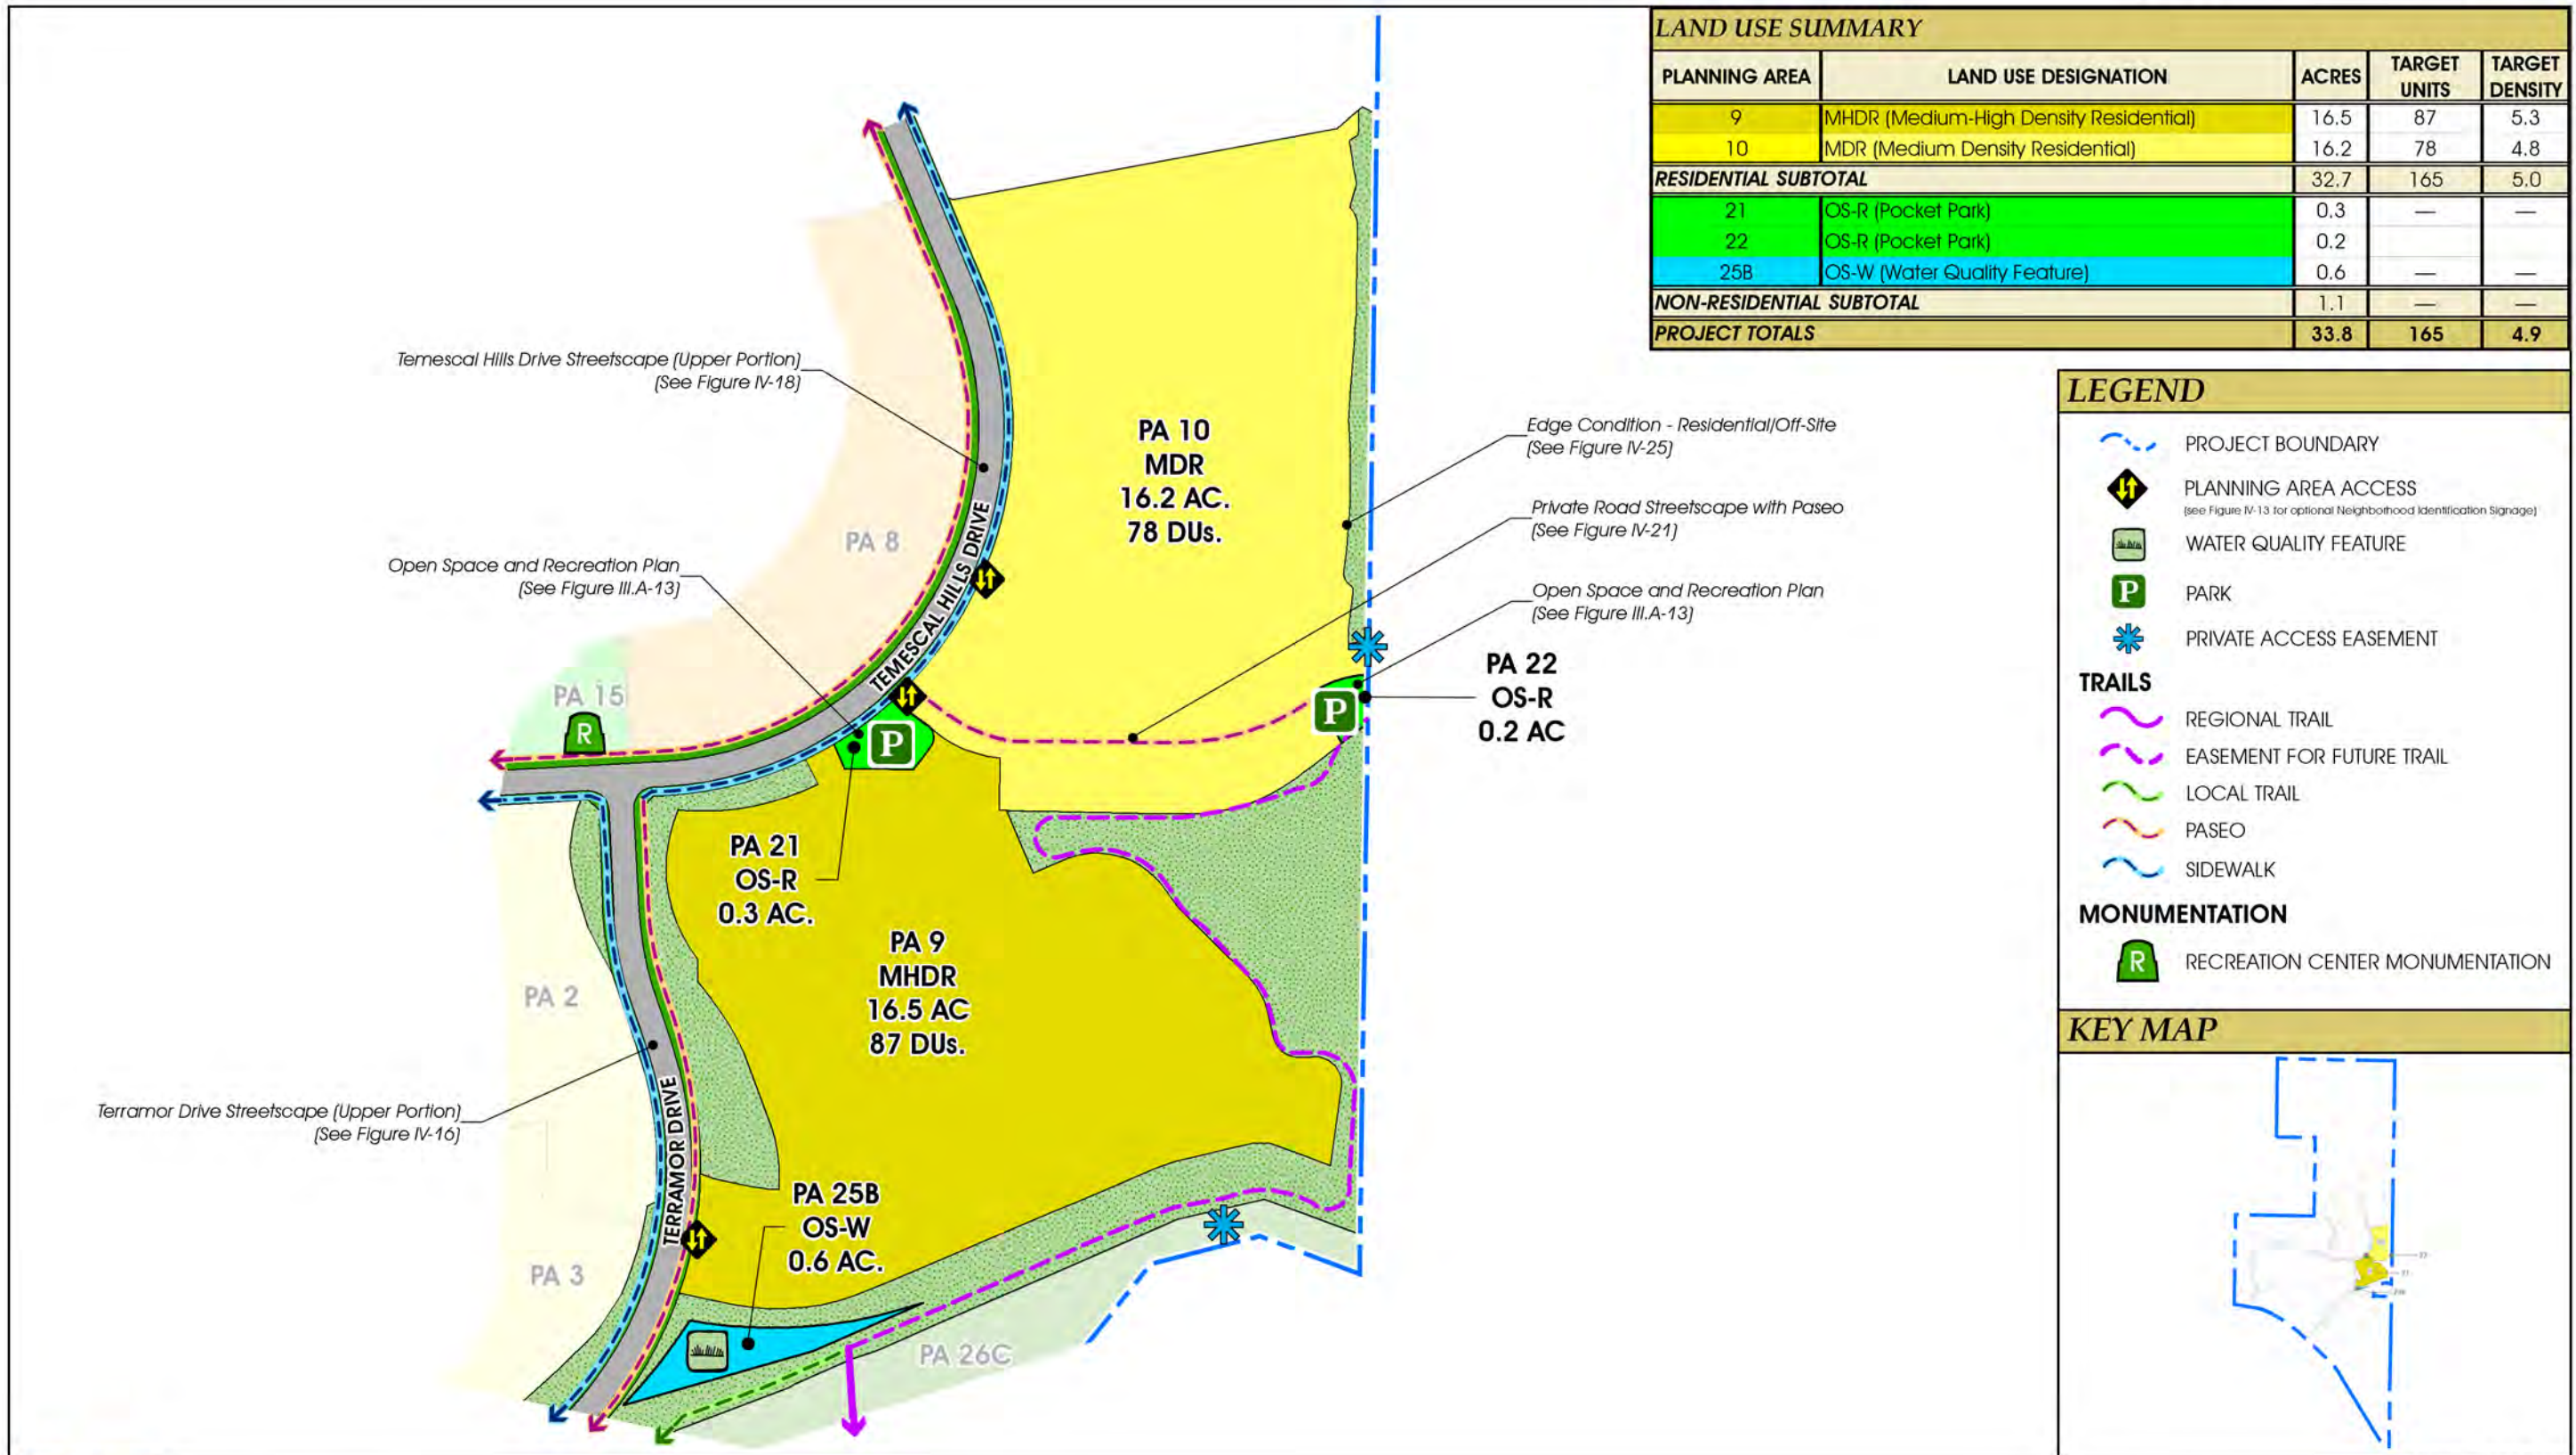 LAND USE SUMMARY
PLANNING AREA LAND USE DESIGNATION ACRES TARGET UNITS TARGET DENSITY
9 MHDR (Medium-High Density Residential) 16.5 87 5.3
10 MDR (Medium Density Residential) 16.2 78 4.8
RESIDENTIAL SUBTOTAL 32.7 165 5.0
21 OS-R (Pocket Park) 0.3 — —
22 OS-R (Pocket Park) 0.2
25B OS-W (Water Quality Feature) 0.6 — —
NON-RESIDENTIAL SUBTOTAL 1.1 — —
PROJECT TOTALS 33.8 165 4.9
Temescal Hills Drive Streetscape (Upper Portion)
(See Figure IV-18)
PA 10
MDR
16.2 AC.
78 DUs.
Edge Condition - Residential/Off-Site
(See Figure IV-25)
Private Road Streetscape with Paseo
(See Figure IV-21)
PA 8
TEMESCAL HILLS DRIVE
Open Space and Recreation Plan
(See Figure III.A-13)
Open Space and Recreation Plan
(See Figure III.A-13)
PA 22
OS-R
0.2 AC
PA 15
R
P
P
PA 21
OS-R
0.3 AC.
PA 9
MHDR
16.5 AC
87 DUs.
PA 2
Terramor Drive Streetscape (Upper Portion)
(See Figure IV-16)
TERRAMOR DRIVE
PA 25B
OS-W
0.6 AC.
PA 3
PA 26C
LEGEND
PROJECT BOUNDARY
PLANNING AREA ACCESS
(see Figure IV-13 for optional Neighborhood Identification Signage)
WATER QUALITY FEATURE
P PARK
PRIVATE ACCESS EASEMENT
TRAILS
REGIONAL TRAIL
EASEMENT FOR FUTURE TRAIL
LOCAL TRAIL
PASEO
SIDEWALK
MONUMENTATION
R RECREATION CENTER MONUMENTATION
KEY MAP